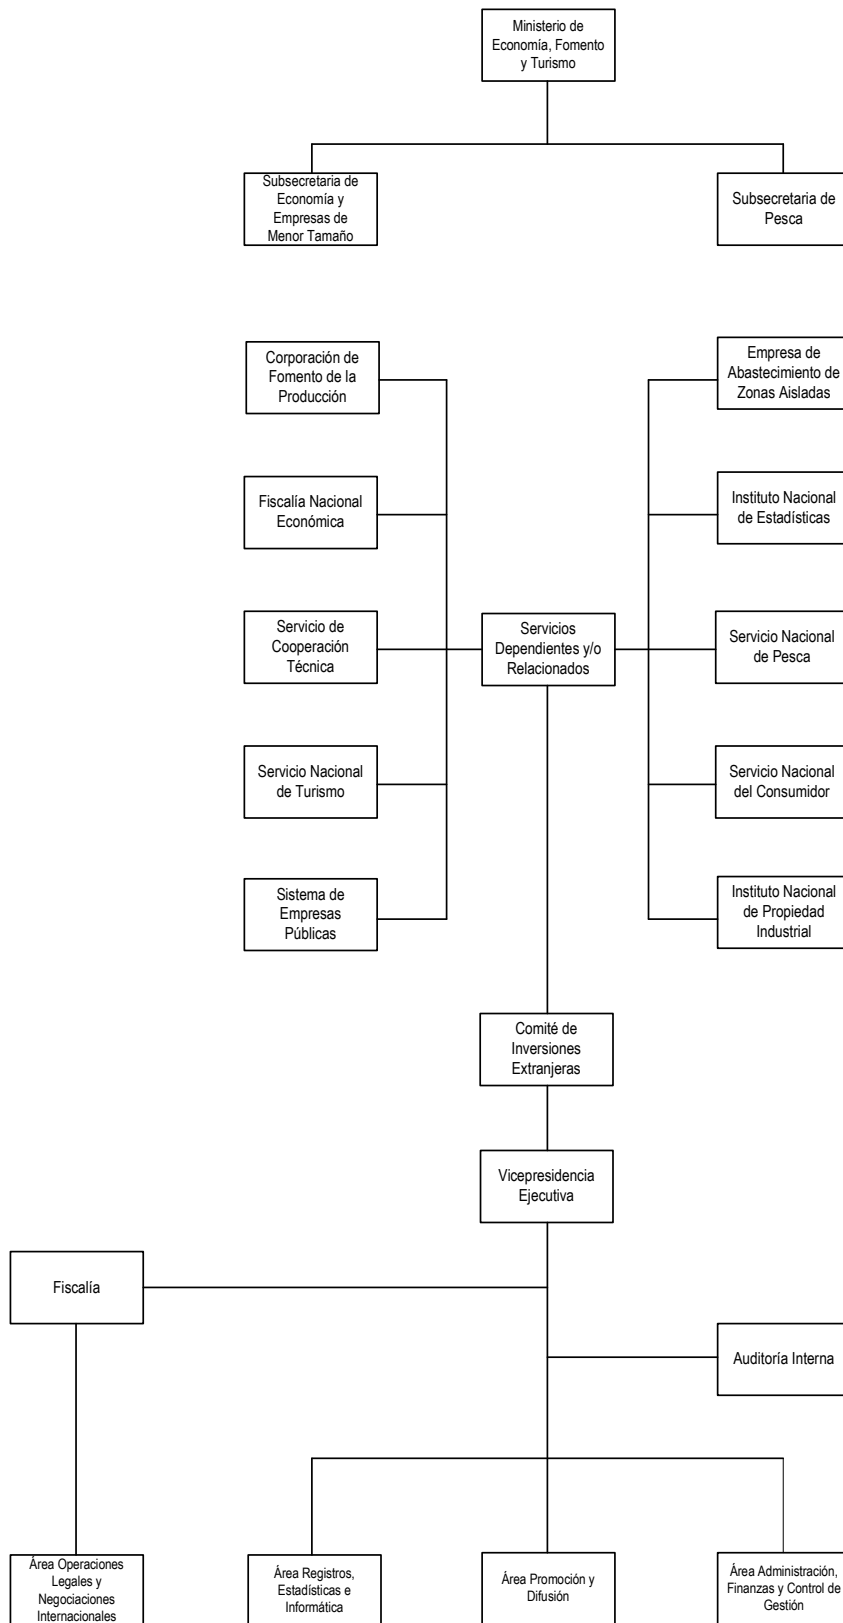 Ministerio de
Economía, Fomento
y Turismo
Subsecretaria de
Economía y
Empresas de
Menor Tamaño
Subsecretaria de
Pesca
Corporación de
Fomento de la
Producción
Empresa de
Abastecimiento de
Zonas Aisladas
Fiscalía Nacional
Económica
Instituto Nacional
de Estadísticas
Servicio de
Cooperación
Técnica
Servicios
Dependientes y/o
Relacionados
Servicio Nacional
de Pesca
Servicio Nacional
de Turismo
Servicio Nacional
del Consumidor
Sistema de
Empresas
Públicas
Instituto Nacional
de Propiedad
Industrial
Comité de
Inversiones
Extranjeras
Vicepresidencia
Ejecutiva
Fiscalía
Auditoría Interna
Área Operaciones
Legales y
Negociaciones
Internacionales
Área Registros,
Estadísticas e
Informática
Área Promoción y
Difusión
Área Administración,
Finanzas y Control de
Gestión